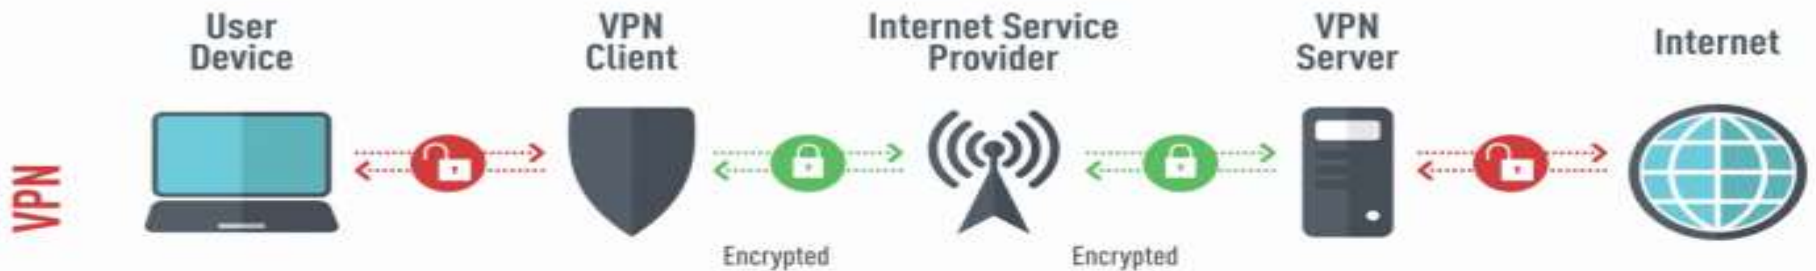 User
Device
VPN
Client
Internet Service
Provider
VPN
Server
Internet
VPN
Encrypted
Encrypted